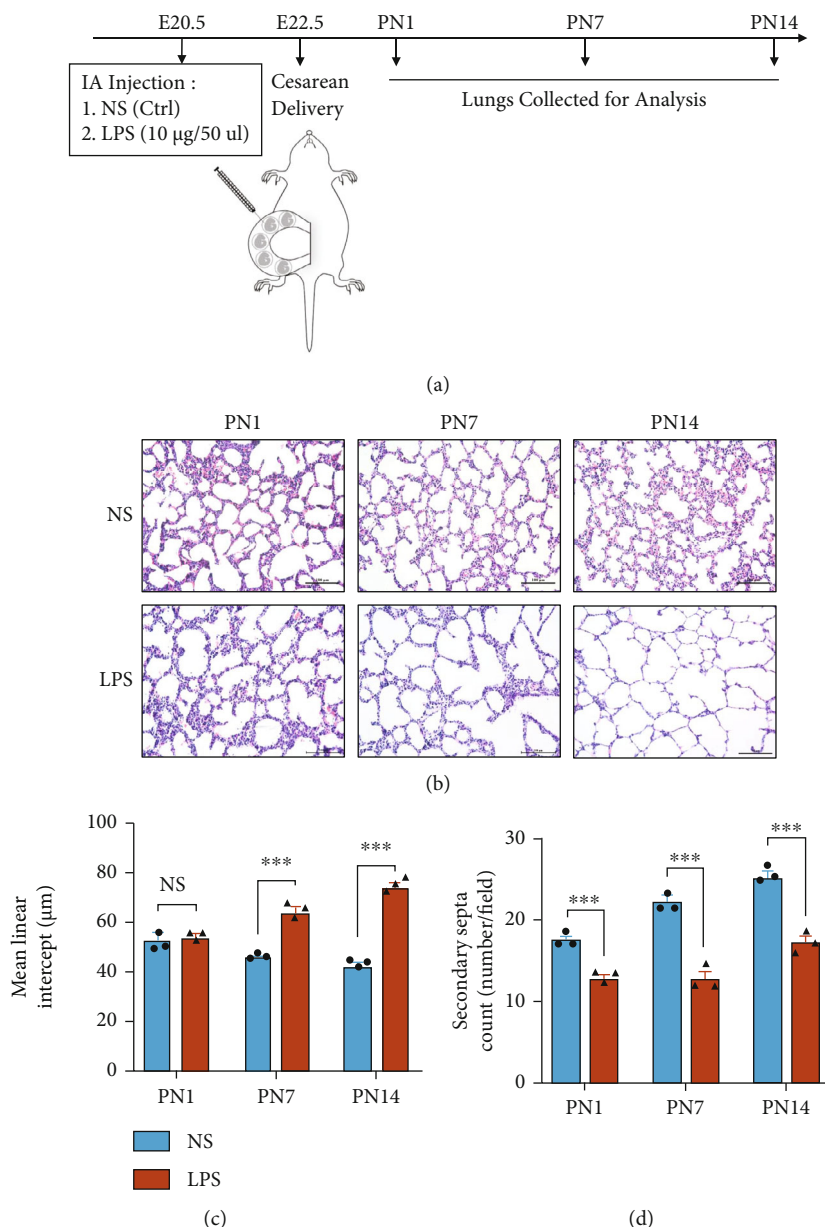 E20.5 E22.5 PN1 PN7 PN14
IA Injection :
1. NS (Ctrl)
2. LPS (10 µg/50 ul)
Cesarean
Delivery
Lungs Collected for Analysis
(a)
PN1 PN7 PN14
NS
LPS
(b)
Mean linear
intercept (µm)
100
80
60
40
20
0
NS
***
***
PN1 PN7 PN14
NS
LPS
(c)
Secondary septa
count (number/field)
30
20
10
0
***
***
***
PN1 PN7 PN14
(d)